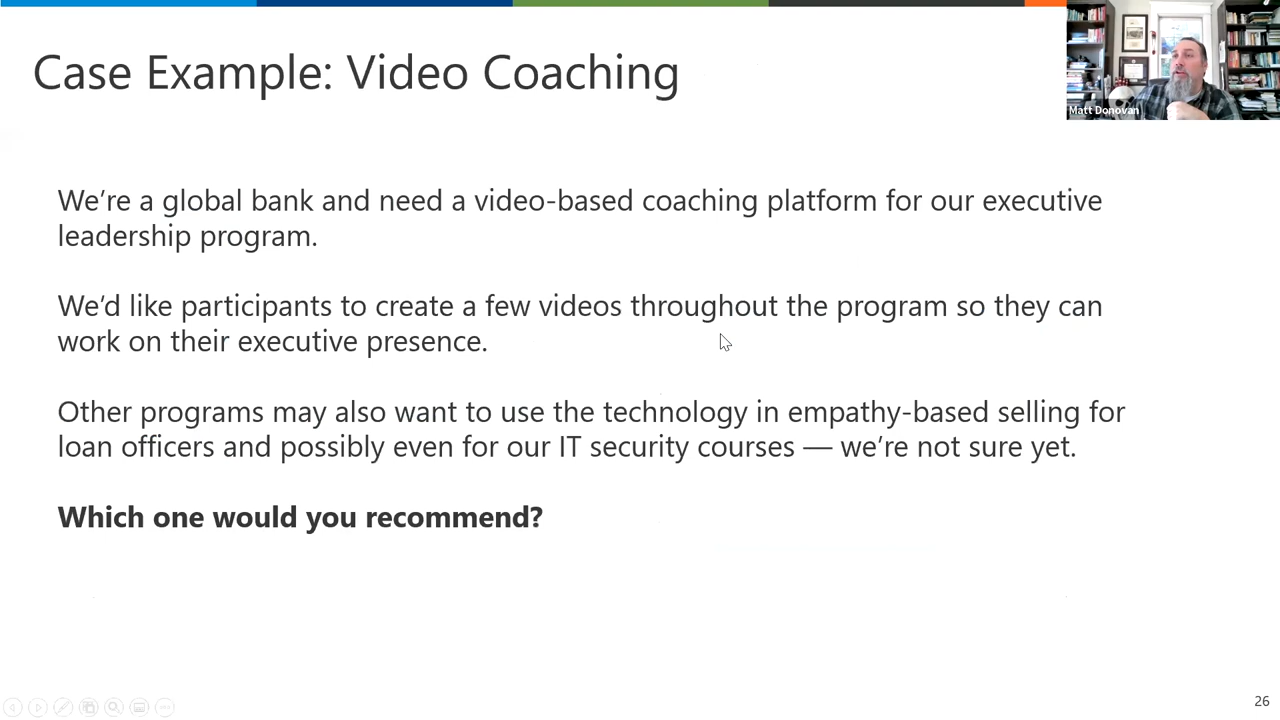 Case Example: Video Coaching
Matt Donovan
We’re a global bank and need a video-based coaching platform for our executive
leadership program.
We’d like participants to create a few videos throughout the program so they can
work on their executive presence.
Other programs may also want to use the technology in empathy-based selling for
loan officers and possibly even for our IT security courses — we’re not sure yet.
Which one would you recommend?
26